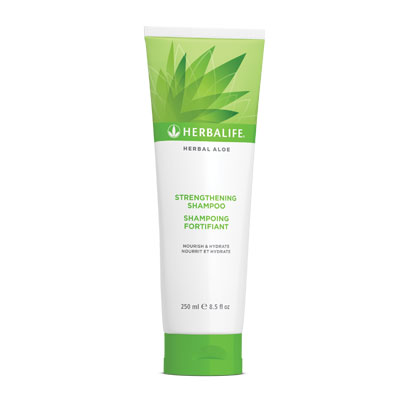 HERBALIFE.
HERBAL ALOE
STRENGTHENING
SHAMPOO
SHAMPOING
FORTIFIANT
NOURISH & HYDRATE
NOURRIT ET HYDRATE
250 ml ℮ 8.5 fl oz